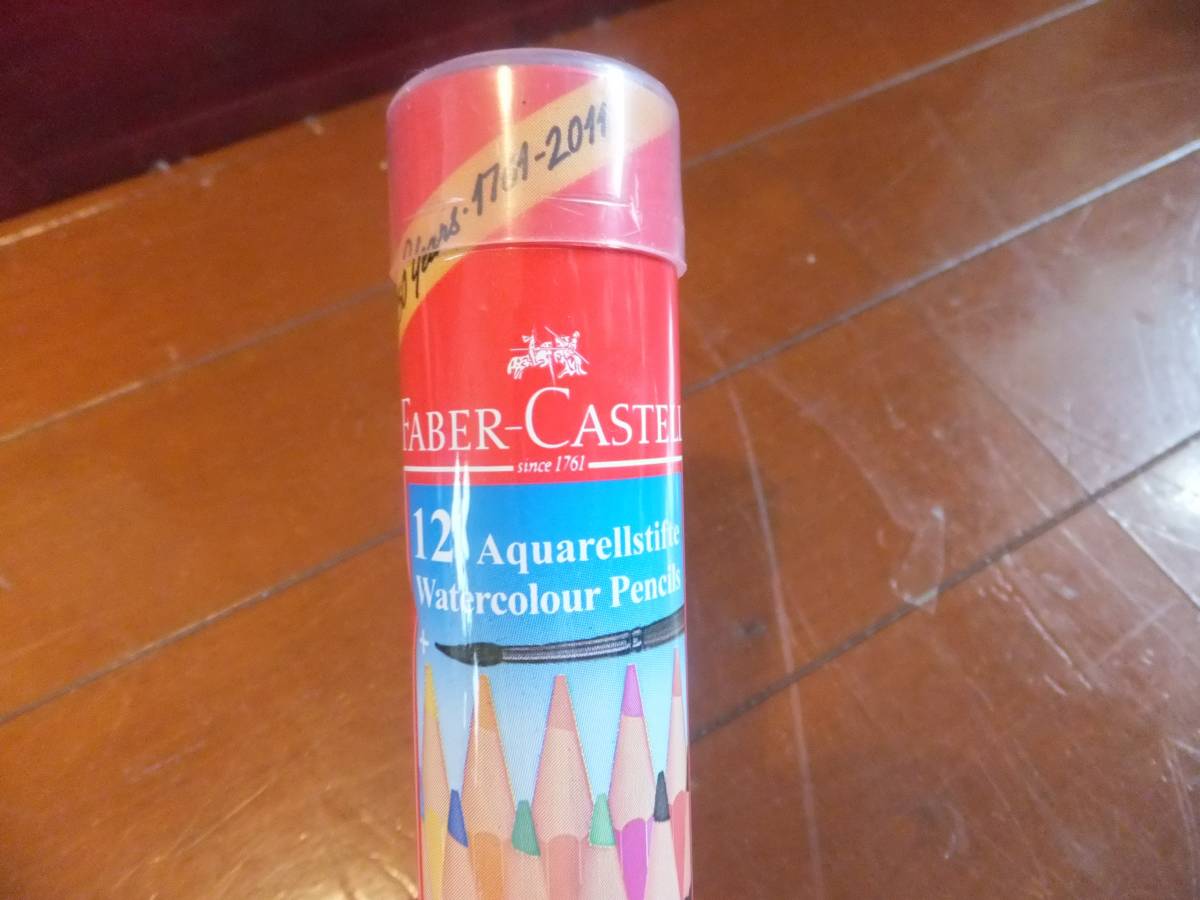 Years · 1761-2011
FABER-CASTELL
since 1761
12 Aquarellstifte
Watercolour Pencils
+